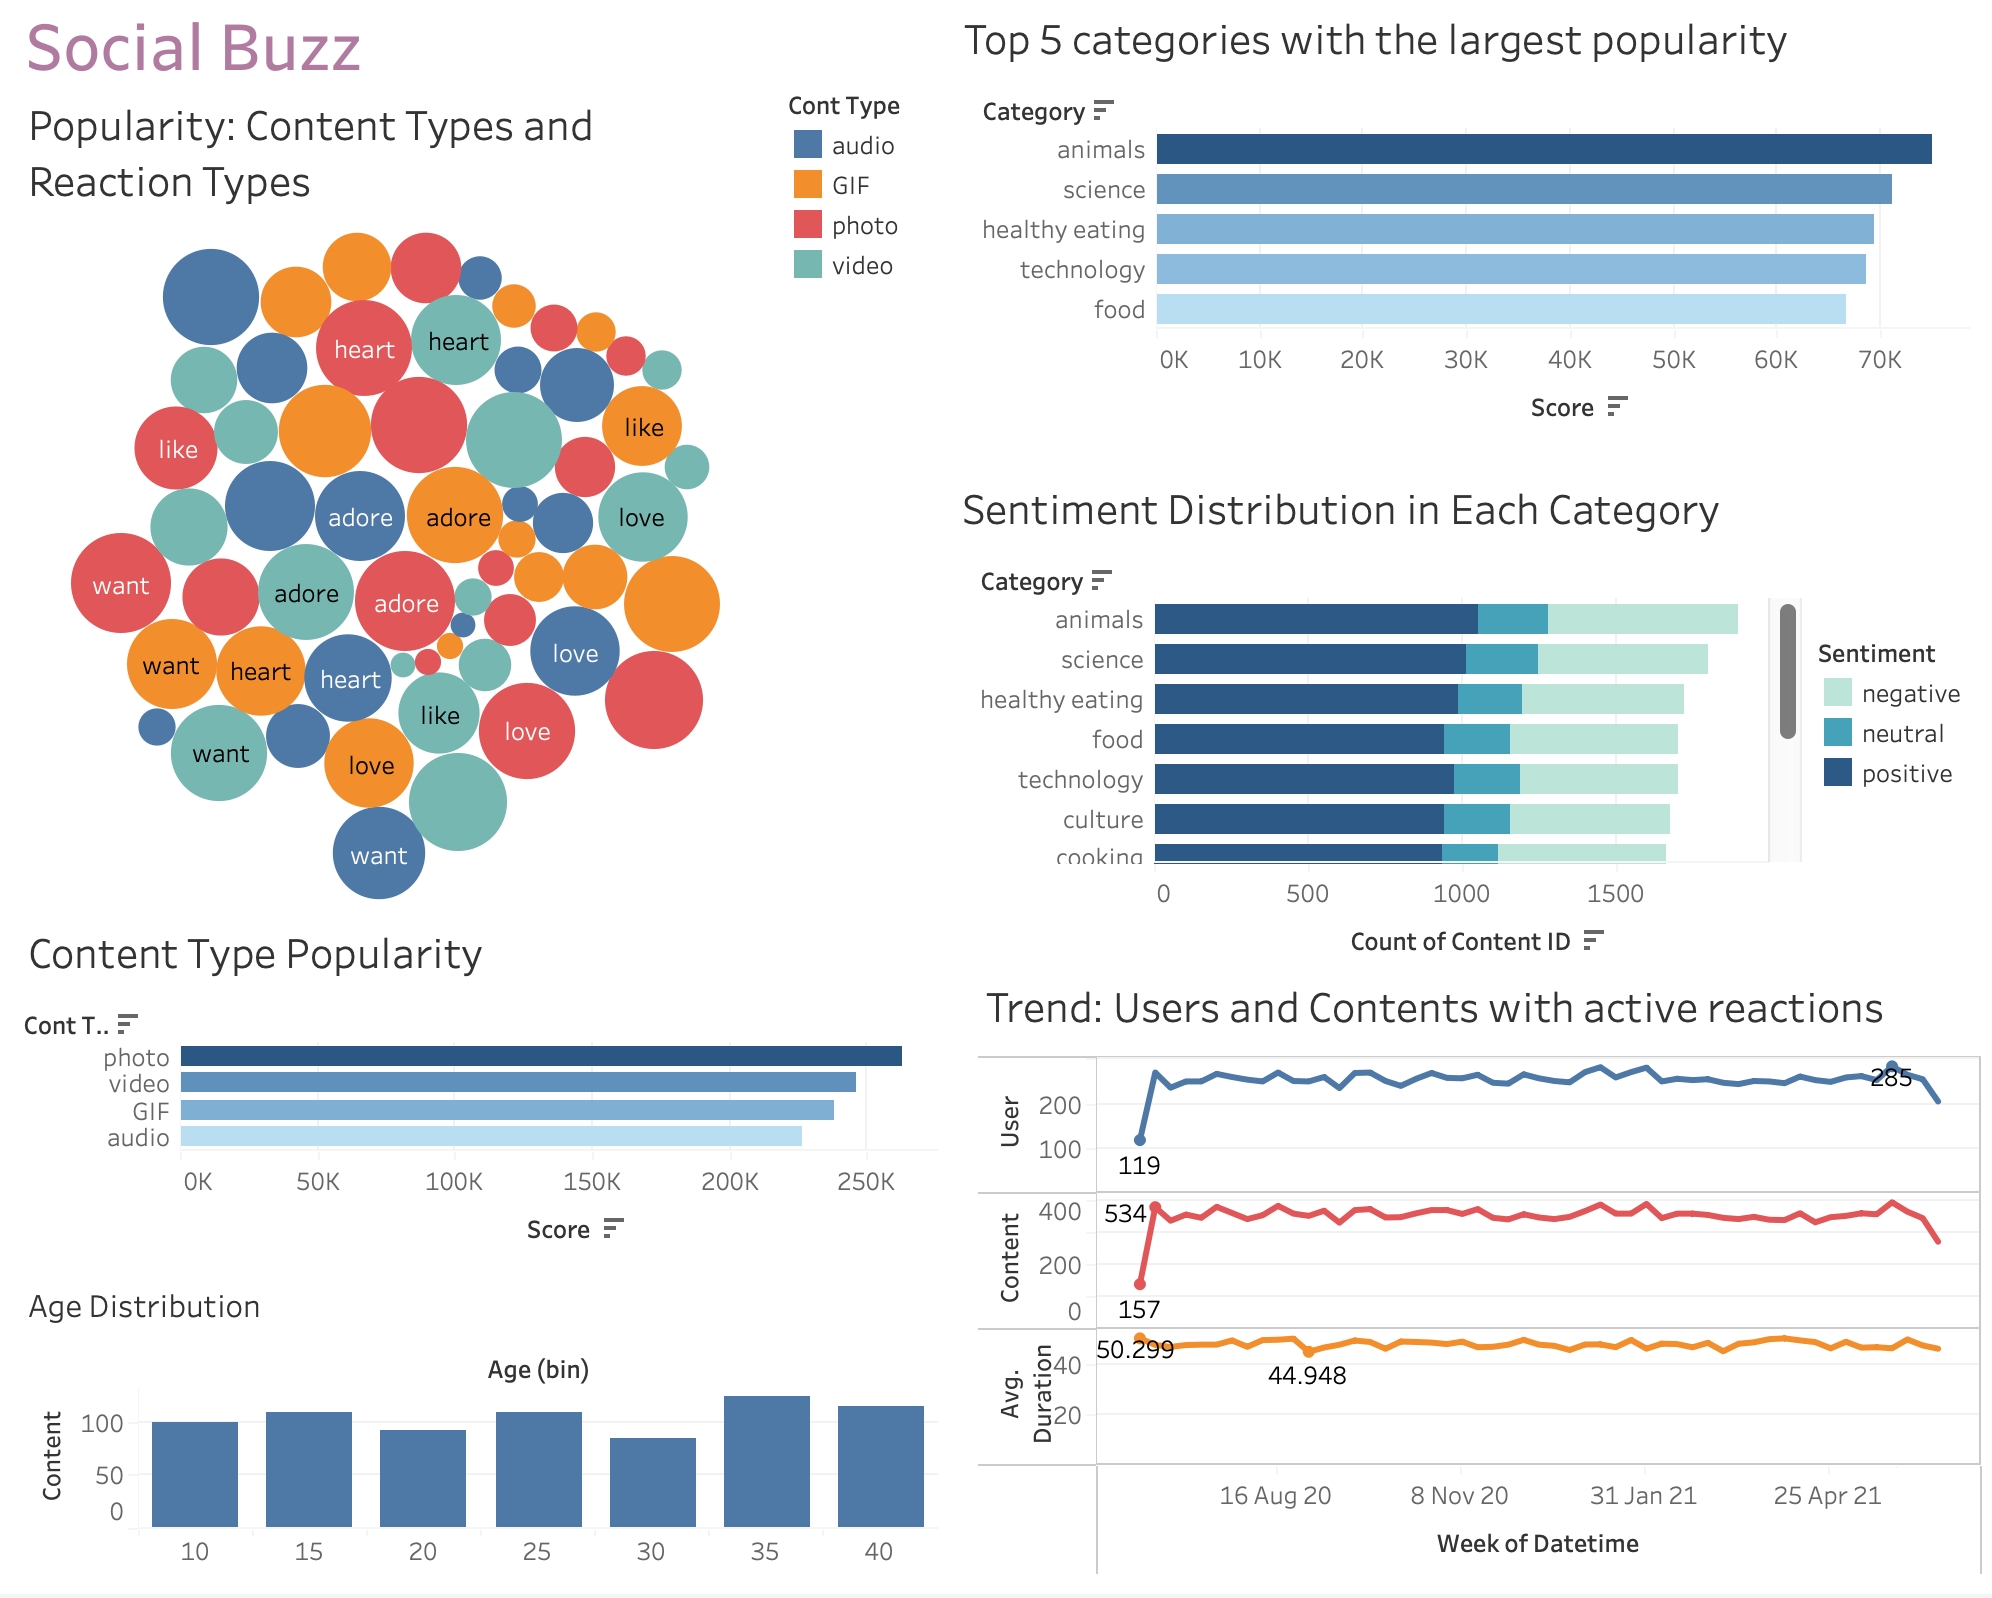 Social Buzz
Popularity: Content Types and
Reaction Types
Cont Type
audio
GIF
photo
video
heart
heart
like
like
adore
adore
love
want
adore
adore
want
heart
heart
love
like
love
want
love
want
Content Type Popularity
Cont T..
photo
video
GIF
audio
0K 50K 100K 150K 200K 250K
Score
Age Distribution
Age (bin)
Content
100
50
0
10 15 20 25 30 35 40
Top 5 categories with the largest popularity
Category
animals
science
healthy eating
technology
food
0K 10K 20K 30K 40K 50K 60K 70K
Score
Sentiment Distribution in Each Category
Category
animals
science
healthy eating
food
technology
culture
cooking
0 500 1000 1500
Count of Content ID
Sentiment
negative
neutral
positive
Trend: Users and Contents with active reactions
User
200
100
285
119
Content
400
200
0
534
157
Avg.
Duration
40
20
50.299
44.948
16 Aug 20 8 Nov 20 31 Jan 21 25 Apr 21
Week of Datetime